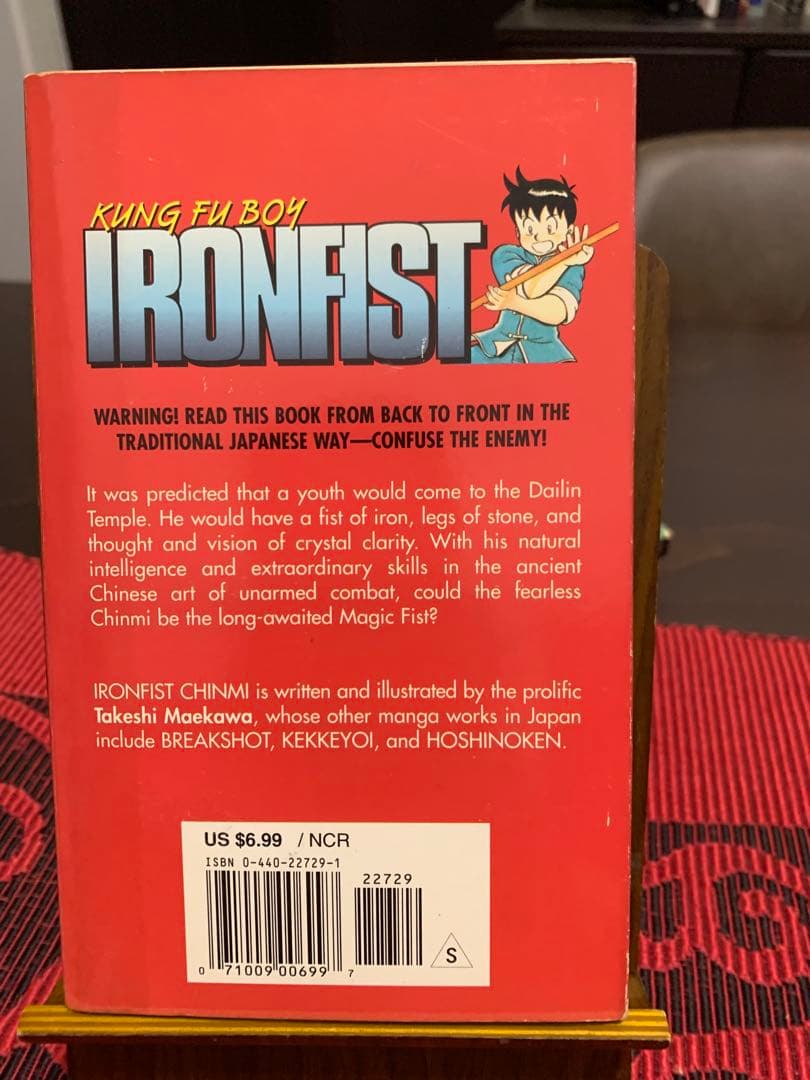 KUNG FU BOY
IRONFIST
WARNING! READ THIS BOOK FROM BACK TO FRONT IN THE
TRADITIONAL JAPANESE WAY—CONFUSE THE ENEMY!
It was predicted that a youth would come to the Dailin
Temple. He would have a fist of iron, legs of stone, and
thought and vision of crystal clarity. With his natural
intelligence and extraordinary skills in the ancient
Chinese art of unarmed combat, could the fearless
Chinmi be the long-awaited Magic Fist?
IRONFIST CHINMI is written and illustrated by the prolific
Takeshi Maekawa, whose other manga works in Japan
include BREAKSHOT, KEKKEYOI, and HOSHINOKEN.
US $6.99 / NCR
ISBN 0-440-22729-1
22729
S
0 71009 00699 7